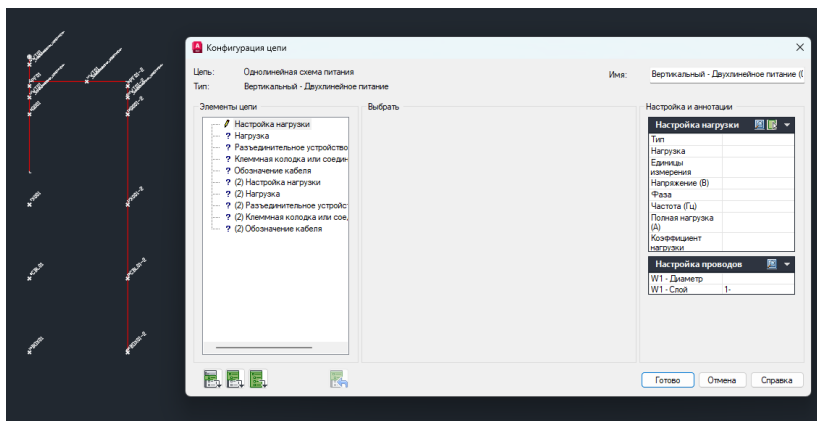 Конфигурация цепи
Цепь: Однолинейная схема питания
Имя: Вертикальный - Двухлинейное питание (
Тип: Вертикальный - Двухлинейное питание
Элементы цепи
Выбрать
Настройка и аннотации
Настройка нагрузки
? Нагрузка
? Разъединительное устройство
? Клеммная колодка или соедин
? Обозначение кабеля
? (2) Настройка нагрузки
? (2) Нагрузка
? (2) Разъединительное устройс
? (2) Клеммная колодка или сое,
? (2) Обозначение кабеля
Настройка нагрузки
Тип
Нагрузка
Единицы
измерения
Напряжение (В)
Фаза
Частота (Гц)
Полная нагрузка
(А)
Коэффициент
нагрузки
Настройка проводов
W1 - Диаметр
W1 - Слой 1-
Готово
Отмена
Справка